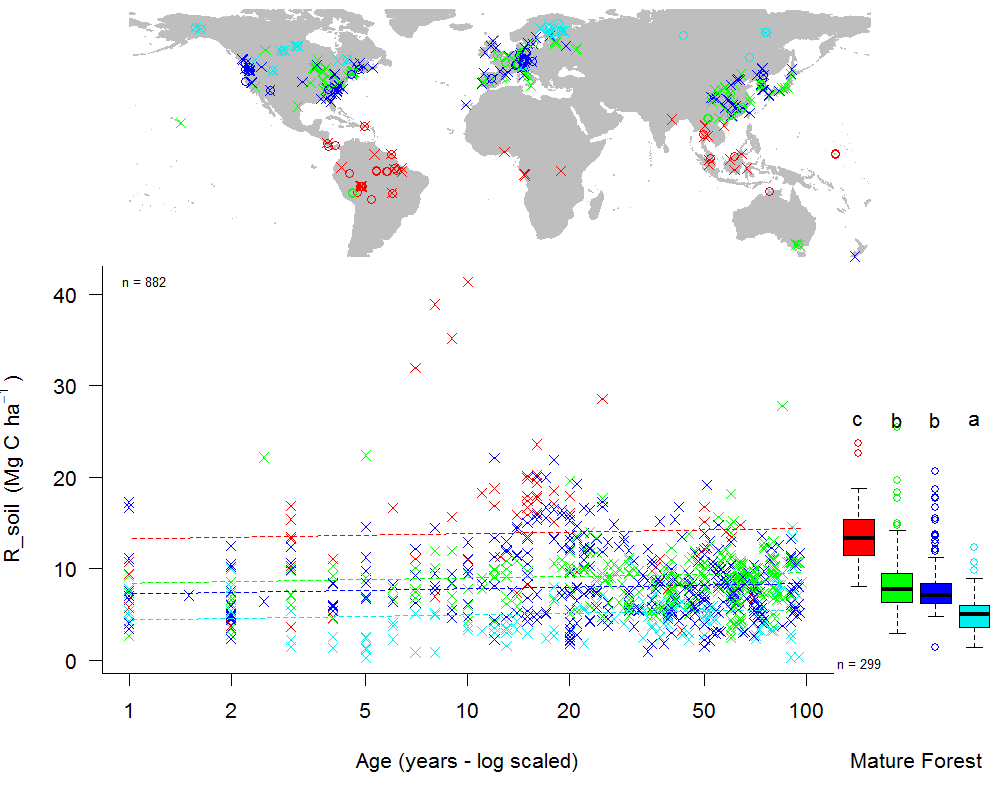 n = 882
40
30
20
10
0
R_soil (Mg C ha⁻¹)
1 2 5 10 20 50 100
Age (years - log scaled)
c b b a
n = 299
Mature Forest